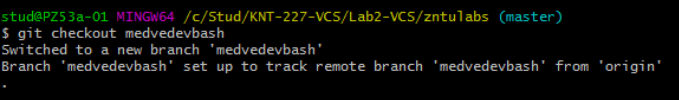 stud@PZ53a-01 MINGW64 /c/Stud/KNT-227-VCS/Lab2-VCS/zntulabs (master)
$ git checkout medvedevbash
Switched to a new branch 'medvedevbash'
Branch 'medvedevbash' set up to track remote branch 'medvedevbash' from 'origin'
.